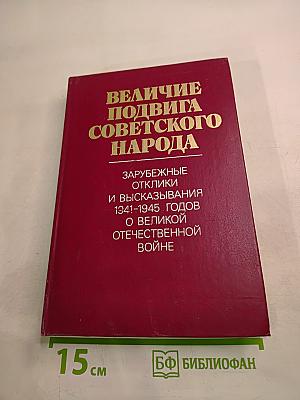 ВЕЛИЧИЕ
ПОДВИГА
СОВЕТСКОГО
НАРОДА
ЗАРУБЕЖНЫЕ
ОТКЛИКИ
И ВЫСКАЗЫВАНИЯ
1941-1945 ГОДОВ
О ВЕЛИКОЙ
ОТЕЧЕСТВЕННОЙ
ВОЙНЕ
15 см
БФ БИБЛИОФАН